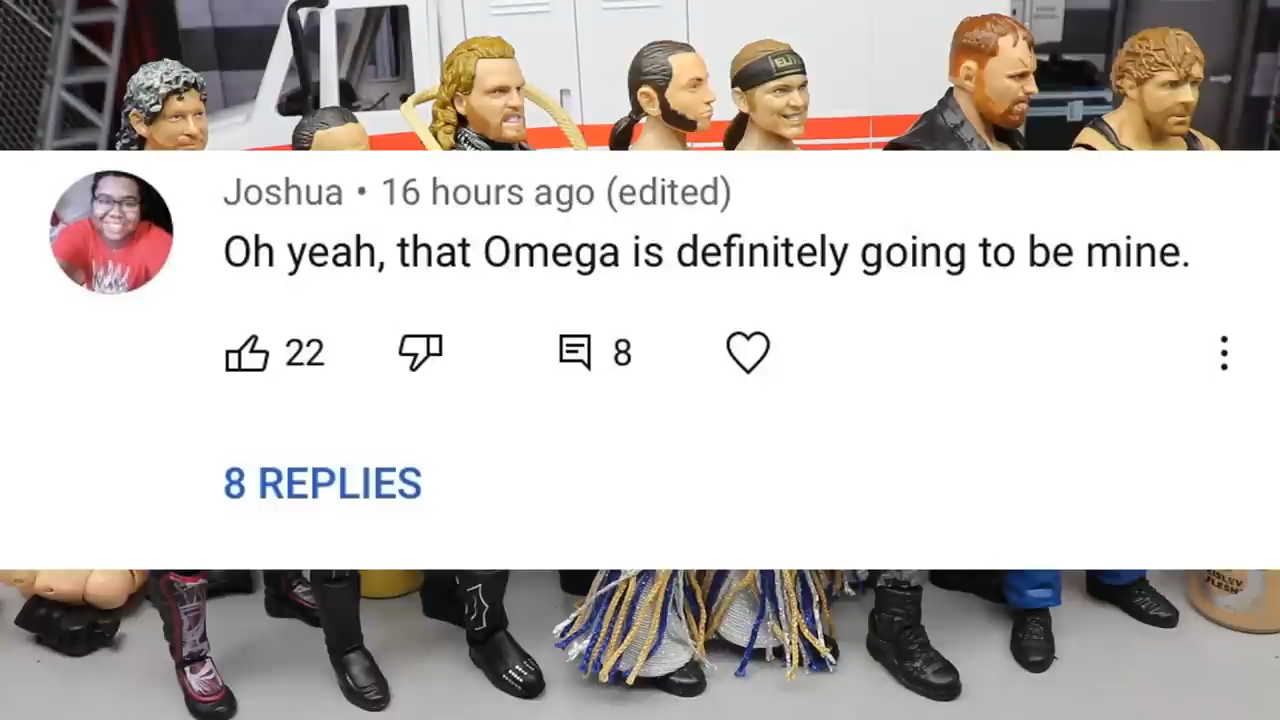 Joshua • 16 hours ago (edited)
Oh yeah, that Omega is definitely going to be mine.
22 8
8 REPLIES